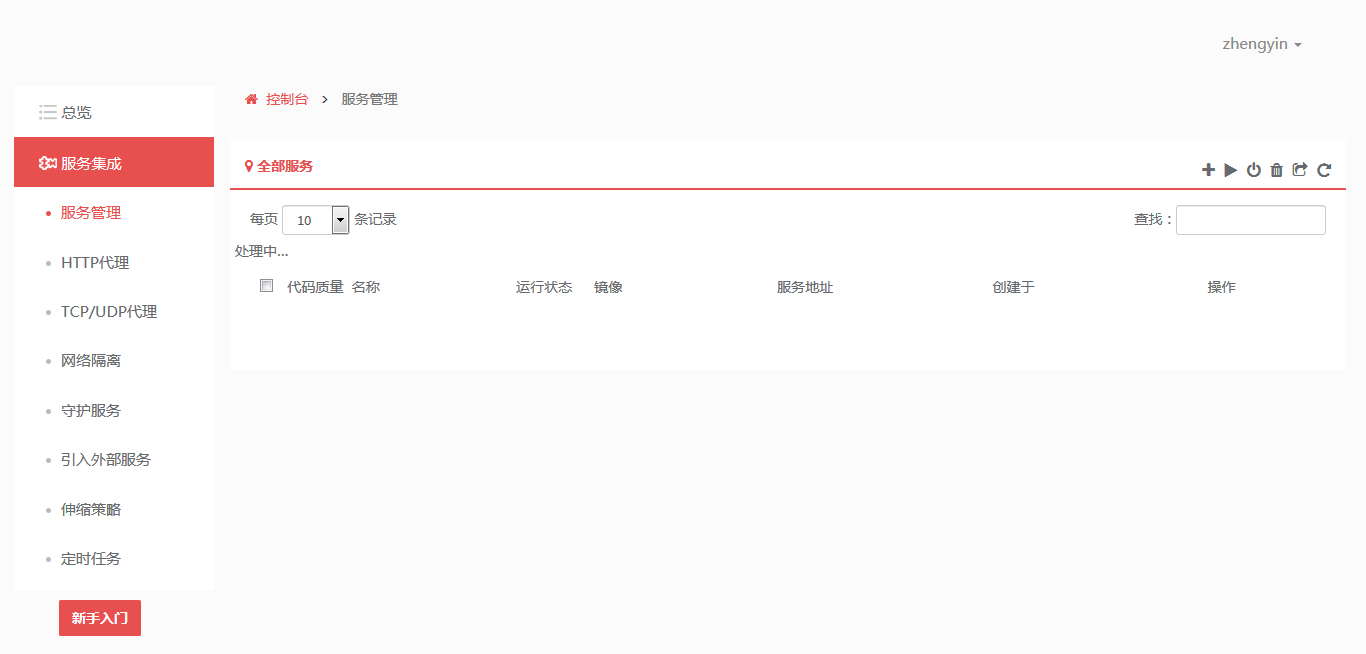 zhengyin
总览
服务集成
服务管理
HTTP代理
TCP/UDP代理
网络隔离
守护服务
引入外部服务
伸缩策略
定时任务
新手入门
控制台 > 服务管理
全部服务
每页 10 条记录 查找：
处理中...
代码质量 名称 运行状态 镜像 服务地址 创建于 操作